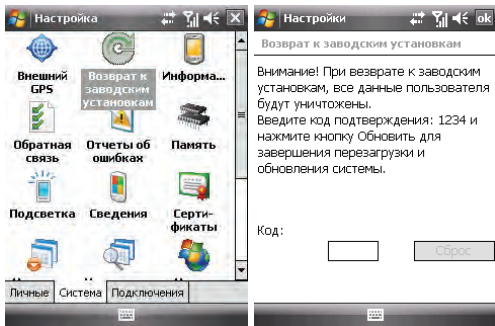 Настройка
Внешний GPS
Возврат к заводским установкам
Информа...
Обратная связь
Отчеты об ошибках
Память
Подсветка
Сведения
Серти-фикаты
Личные Система Подключения
Настройки ok
Возврат к заводским установкам
Внимание! При везврате к заводским
установкам, все данные пользователя
будут уничтожены.
Введите код подтверждения: 1234 и
нажмите кнопку Обновить для
завершения перезагрузки и
обновления системы.
Код:
Сброс